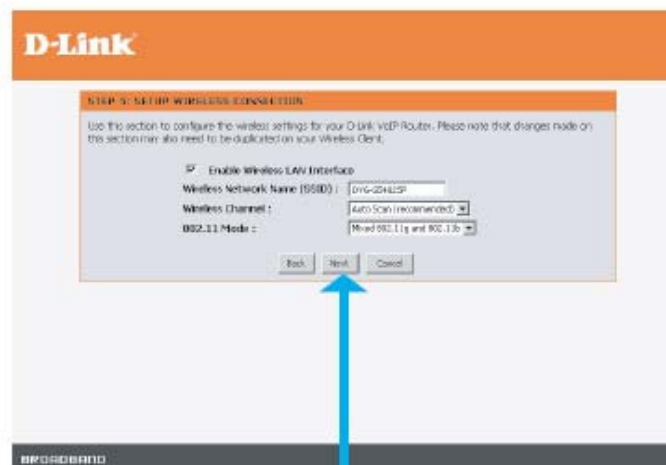 D-Link
STEP 5: SETUP WIRELESS CONNECTION
Use this section to configure the wireless settings for your D-Link VoIP Router. Please note that changes made on
this section may also need to be duplicated on your Wireless Client.
Enable Wireless LAN Interface
Wireless Network Name (SSID) :
Wireless Channel : Auto Scan (recommended)
802.11 Mode : Mixed 802.11g and 802.11b
Back Next Cancel
BROADBAND